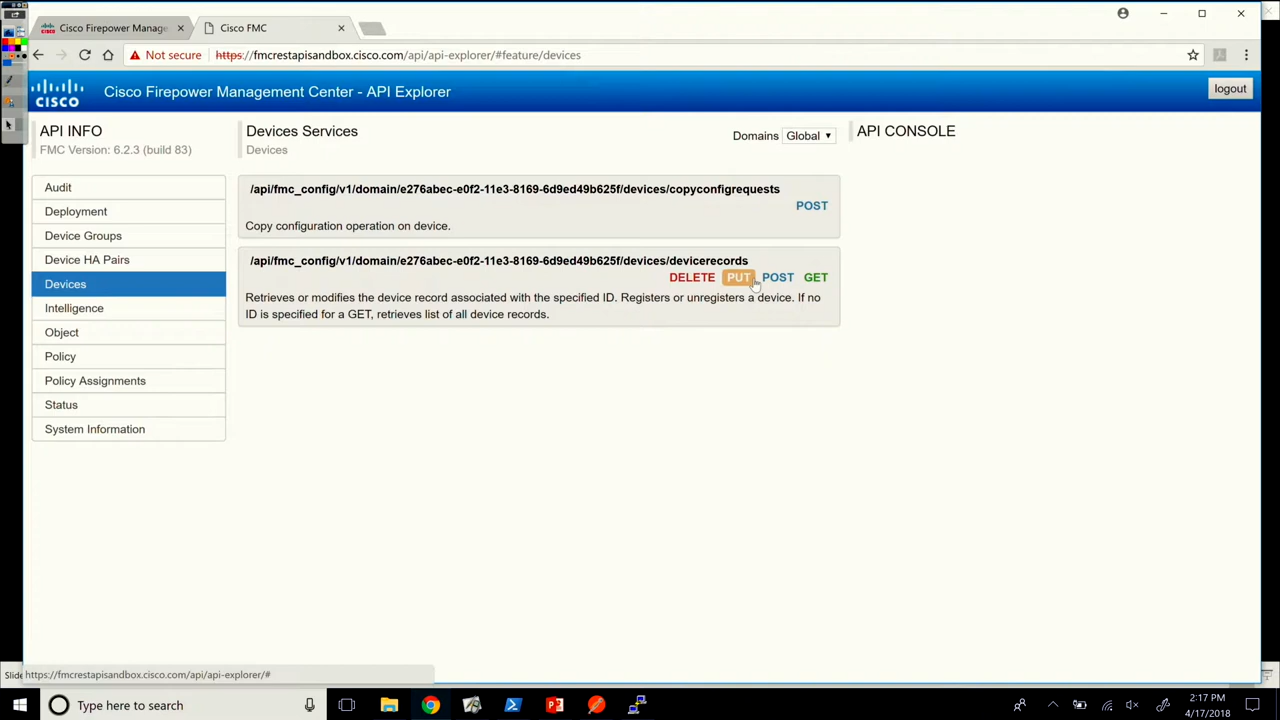 Cisco Firepower Manage
Cisco FMC
Not secure
https://fmcrestapisandbox.cisco.com/api/api-explorer/#feature/devices
CISCO
Cisco Firepower Management Center - API Explorer
logout
API INFO
FMC Version: 6.2.3 (build 83)
Devices Services
Devices
Domains Global
API CONSOLE
Audit
Deployment
Device Groups
Device HA Pairs
Devices
Intelligence
Object
Policy
Policy Assignments
Status
System Information
/api/fmc_config/v1/domain/e276abec-e0f2-11e3-8169-6d9ed49b625f/devices/copyconfigrequests
POST
Copy configuration operation on device.
/api/fmc_config/v1/domain/e276abec-e0f2-11e3-8169-6d9ed49b625f/devices/devicerecords
DELETE PUT POST GET
Retrieves or modifies the device record associated with the specified ID. Registers or unregisters a device. If no
ID is specified for a GET, retrieves list of all device records.
Slide
https://fmcrestapisandbox.cisco.com/api/api-explorer/#
Type here to search
2:17 PM
4/17/2018